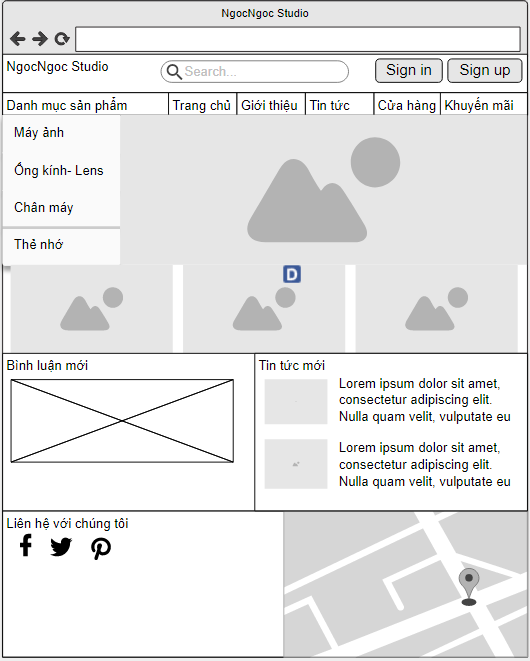 NgocNgoc Studio
NgocNgoc Studio
Search...
Sign in
Sign up
Danh mục sản phẩm
Trang chủ
Giới thiệu
Tin tức
Cửa hàng
Khuyến mãi
Máy ảnh
Ống kính- Lens
Chân máy
Thẻ nhớ
D
Bình luận mới
Tin tức mới
Lorem ipsum dolor sit amet,
consectetur adipiscing elit.
Nulla quam velit, vulputate eu
Lorem ipsum dolor sit amet,
consectetur adipiscing elit.
Nulla quam velit, vulputate eu
Liên hệ với chúng tôi